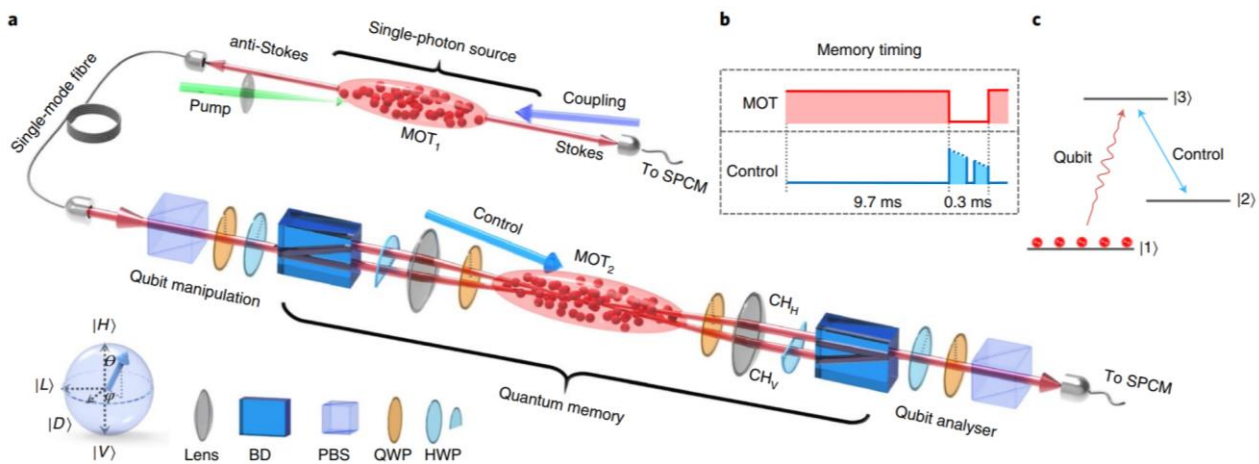 a
anti-Stokes
Single-photon source
Single-mode fibre
Pump
MOT₁
Coupling
Stokes
To SPCM
Control
MOT₂
Qubit manipulation
CH_H
CH_V
Quantum memory
Qubit analyser
To SPCM
|H⟩
θ
|L⟩
φ
|D⟩
|V⟩
Lens BD PBS QWP HWP
b
Memory timing
MOT
Control
9.7 ms 0.3 ms
c
|3⟩
Qubit
Control
|2⟩
|1⟩